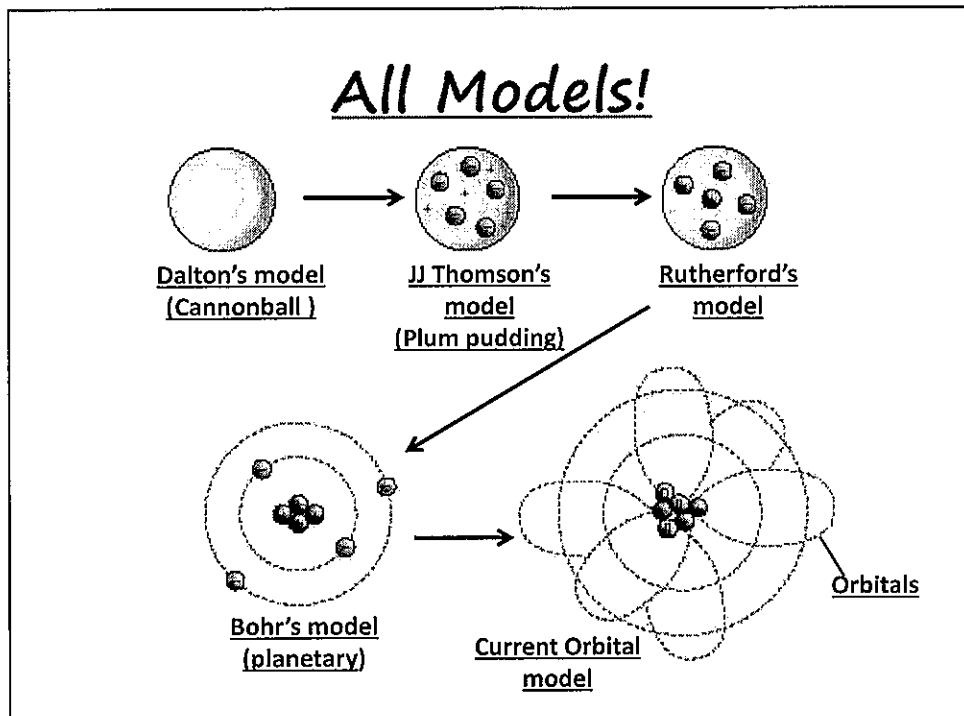 All Models!
Dalton's model
(Cannonball )
JJ Thomson's
model
(Plum pudding)
Rutherford's
model
Bohr's model
(planetary)
Current Orbital
model
Orbitals